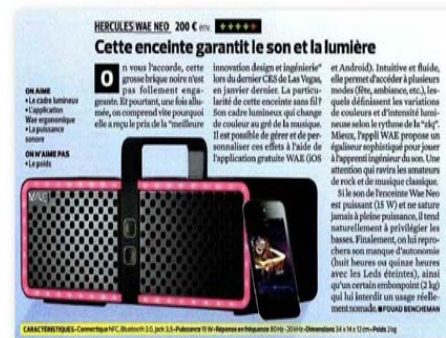 HERCULES WAE NEO 200 € env. ★★★★★
Cette enceinte garantit le son et la lumière
ON AIME
• Le cadre lumineux
• L'application
Wae ergonomique
• La puissance
sonore
ON N'AIME PAS
• Le poids
On vous l'accorde, cette
grosse brique noire n'est
pas follement enga-
geante. Et pourtant, une fois allu-
mée, on comprend vite pourquoi
elle a reçu le prix de la "meilleure
innovation design et ingénierie"
lors du dernier CES de Las Vegas,
en janvier dernier. La particula-
rité de cette enceinte sans fil ?
Son cadre lumineux qui change
de couleur au gré de la musique.
Il est possible de gérer et de per-
sonnaliser ces effets à l'aide de
l'application gratuite WAE (iOS
et Android). Intuitive et fluide,
elle permet d'accéder à plusieurs
modes (fête, ambiance, etc.), les-
quels définissent les variations
de couleurs et d'intensité lumi-
neuse selon le rythme de la "zik".
Mieux, l'appli WAE propose un
égaliseur sophistiqué pour jouer
à l'apprenti ingénieur du son. Une
attention qui ravira les amateurs
de rock et de musique classique.
Si le son de l'enceinte Wae Neo
est puissant (15 W) et ne sature
jamais à pleine puissance, il tend
naturellement à privilégier les
basses. Finalement, on lui repro-
chera son manque d'autonomie
(huit heures ou quinze heures
avec les Leds éteintes), ainsi
qu'un certain embonpoint (2 kg)
qui lui interdit un usage réelle-
ment nomade. ■ FOUAD BENCHEMAN
WAE
CARACTÉRISTIQUES • Connectique NFC, Bluetooth 3.0, jack 3,5 • Puissance 15 W • Réponse en fréquence 80 Hz - 20 kHz • Dimensions 34 x 14 x 12 cm • Poids 2 kg